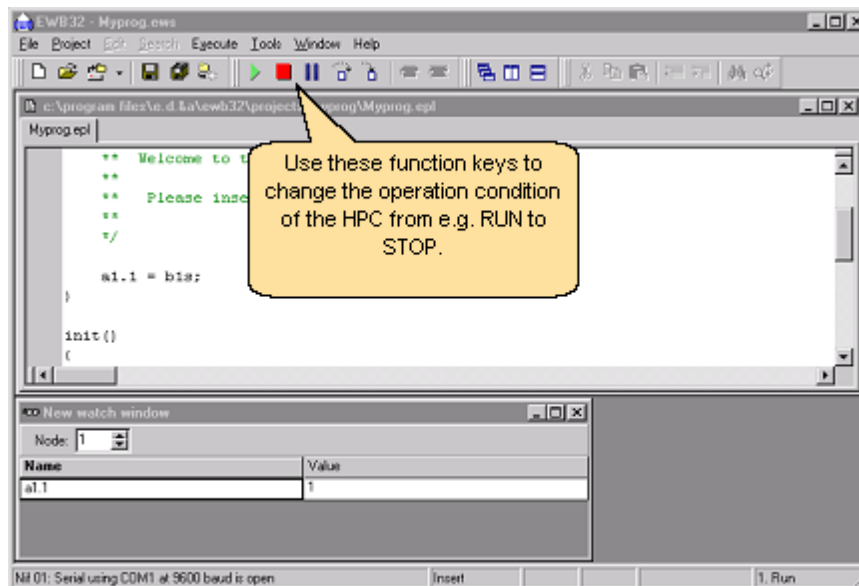 EWB32 - Myprog.ews
File Project Edit Search Execute Tools Window Help
c:\program files\e.d.&a\ewb32\project yprog\Myprog.epl
Myprog.epl
** Welcome to t
**
** Please inse
**
*/
a1.1 = b1s;
}
init()
{
Use these function keys to
change the operation condition
of the HPC from e.g. RUN to
STOP.
New watch window
Node: 1
Name Value
a1.1 1
Nif 01: Serial using COM1 at 9600 baud is open Insert 1. Run